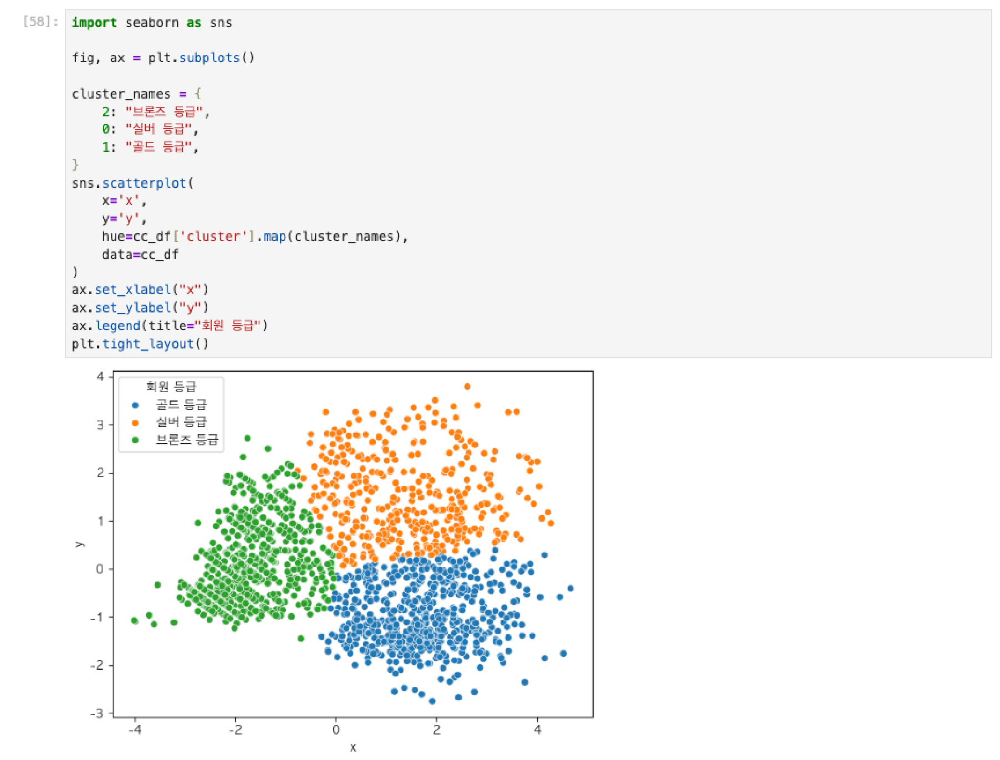 [58]:
import seaborn as sns
fig, ax = plt.subplots()
cluster_names = {
    2: "브론즈 등급",
    0: "실버 등급",
    1: "골드 등급",
}
sns.scatterplot(
    x='x',
    y='y',
    hue=cc_df['cluster'].map(cluster_names),
    data=cc_df
)
ax.set_xlabel("x")
ax.set_ylabel("y")
ax.legend(title="회원 등급")
plt.tight_layout()
회원 등급
골드 등급
실버 등급
브론즈 등급
4
3
2
1
0
-1
-2
-3
y
-4 -2 0 2 4
x